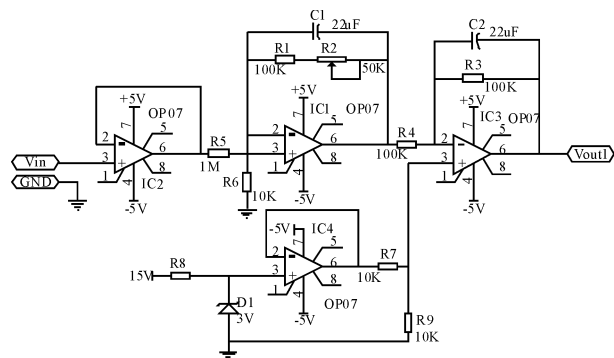 C1
22uF
R1
R2
100K
50K
C2
22uF
R3
100K
+5V
OP07
7
5
2
6
3
8
1
4
IC2
-5V
Vin
GND
R5
1M
R6
10K
+5V
IC1
OP07
7
5
2
6
3
8
1
4
-5V
R4
100K
+5V
IC3
OP07
7
5
2
6
3
8
1
4
-5V
Vout1
-5V
IC4
7
5
2
6
3
8
1
4
OP07
-5V
R7
10K
15V
R8
D1
3V
R9
10K